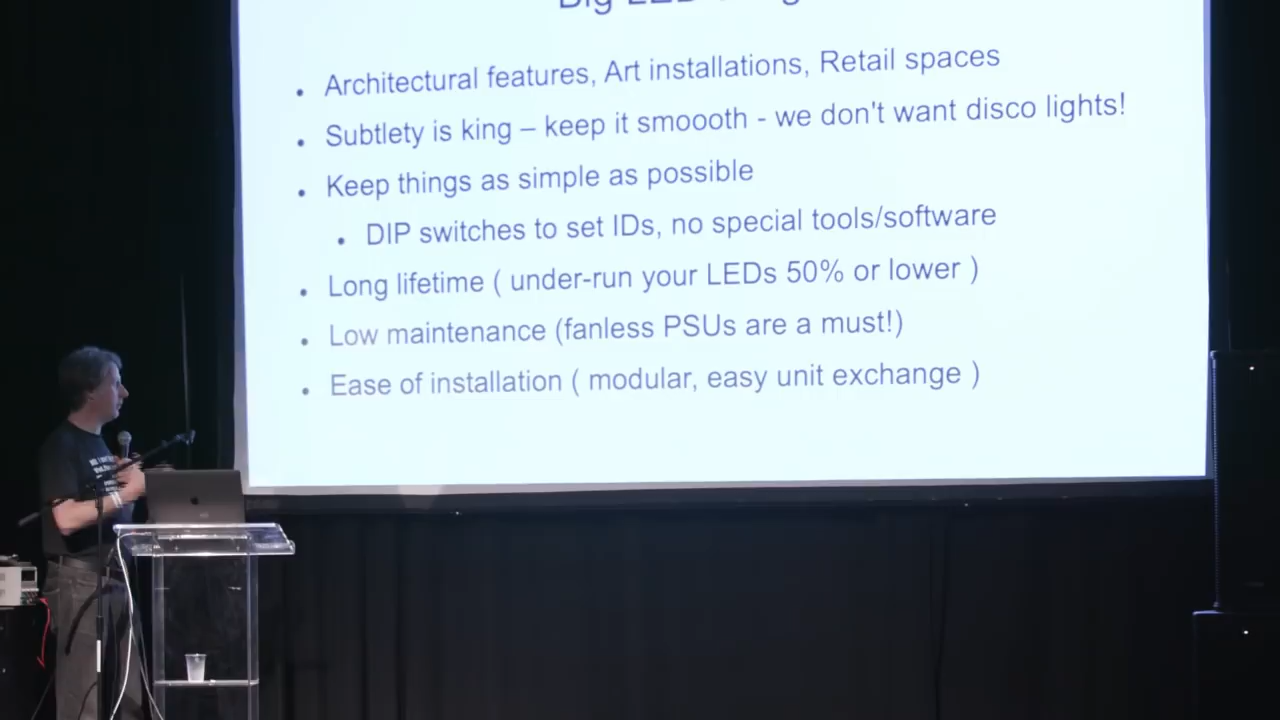 Big LED
• Architectural features, Art installations, Retail spaces
• Subtlety is king – keep it smoooth - we don't want disco lights!
• Keep things as simple as possible
• DIP switches to set IDs, no special tools/software
• Long lifetime ( under-run your LEDs 50% or lower )
• Low maintenance (fanless PSUs are a must!)
• Ease of installation ( modular, easy unit exchange )